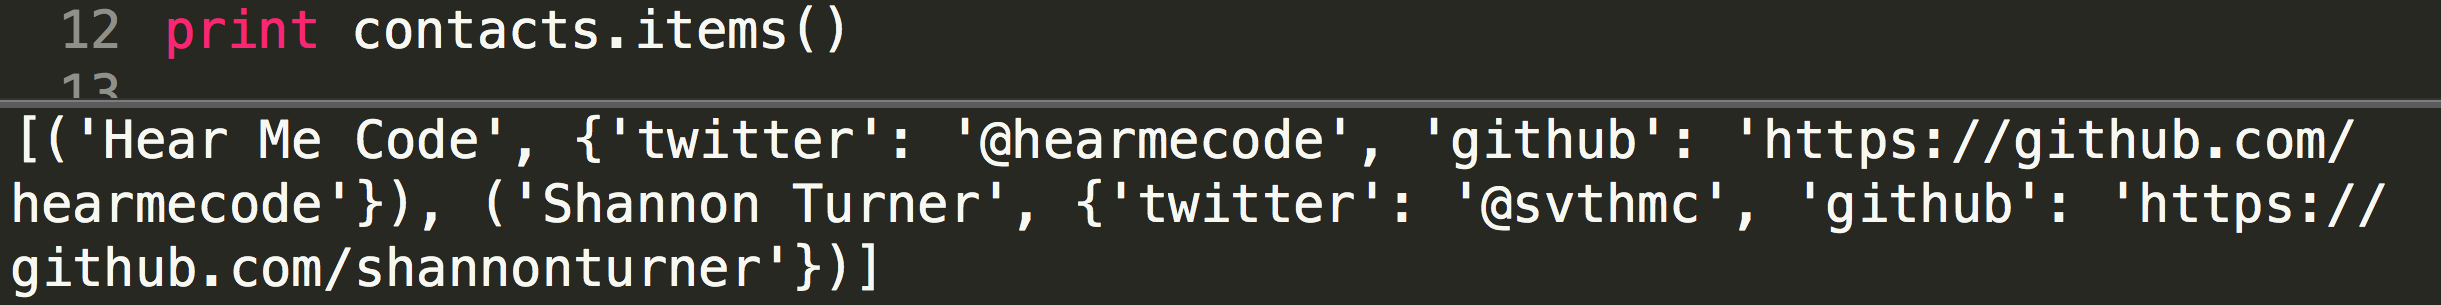 12 print contacts.items()
13
[('Hear Me Code', {'twitter': '@hearmecode', 'github': 'https://github.com/
hearmecode'}), ('Shannon Turner', {'twitter': '@svthmc', 'github': 'https://
github.com/shannonturner'})]